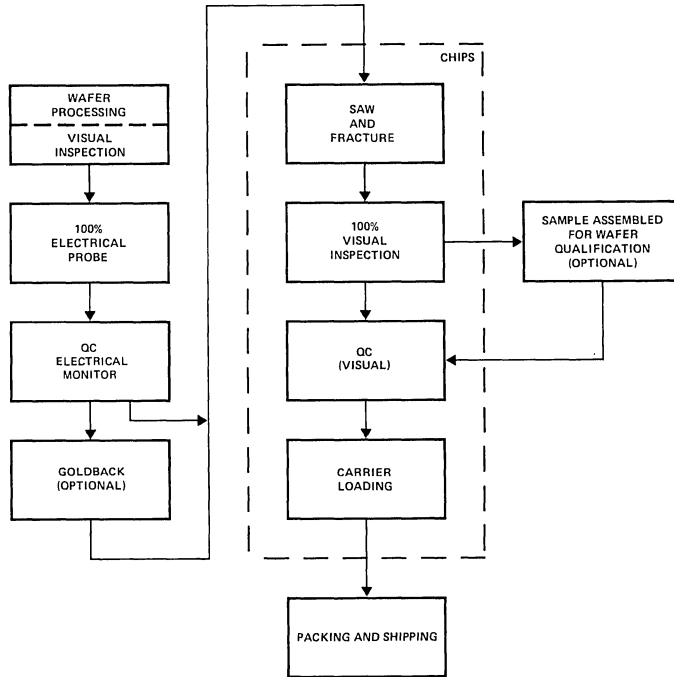 WAFER
PROCESSING
VISUAL
INSPECTION
100%
ELECTRICAL
PROBE
QC
ELECTRICAL
MONITOR
GOLDBACK
(OPTIONAL)
CHIPS
SAW
AND
FRACTURE
100%
VISUAL
INSPECTION
SAMPLE ASSEMBLED
FOR WAFER
QUALIFICATION
(OPTIONAL)
QC
(VISUAL)
CARRIER
LOADING
PACKING AND SHIPPING